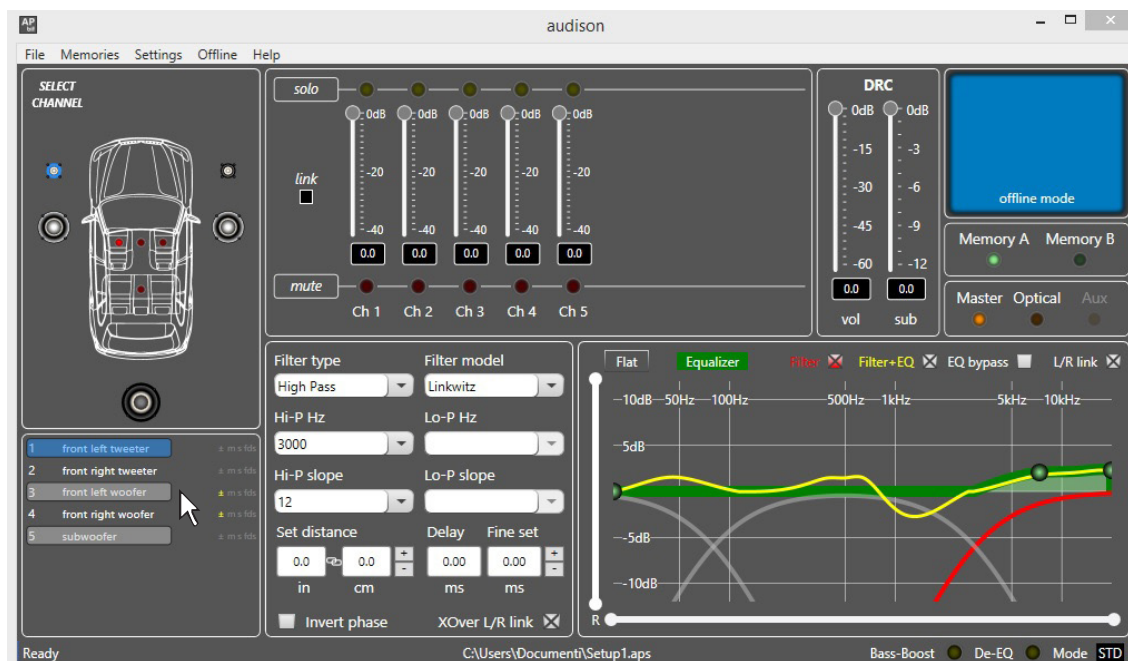 AP
bit
audison
File Memories Settings Offline Help
SELECT
CHANNEL
1 front left tweeter ± m s fds
2 front right tweeter ± m s fds
3 front left woofer ± m s fds
4 front right woofer ± m s fds
5 subwoofer ± m s fds
solo
0dB 0dB 0dB 0dB 0dB
-20 -20 -20 -20 -20
link
-40 -40 -40 -40 -40
0.0 0.0 0.0 0.0 0.0
mute
Ch 1 Ch 2 Ch 3 Ch 4 Ch 5
DRC
0dB 0dB
-15 -3
-30 -6
-45 -9
-60 -12
0.0 0.0
vol sub
offline mode
Memory A Memory B
Master Optical Aux
Filter type Filter model
High Pass Linkwitz
Hi-P Hz Lo-P Hz
3000
Hi-P slope Lo-P slope
12
Set distance Delay Fine set
0.0 0.0 + - 0.00 0.00 + -
in cm ms ms
Invert phase XOver L/R link
Flat Equalizer Filter Filter+EQ EQ bypass L/R link
10dB 50Hz 100Hz 500Hz 1kHz 5kHz 10kHz
5dB
-5dB
-10dB
R
Ready C:\Users\Documenti\Setup1.aps Bass-Boost De-EQ Mode STD